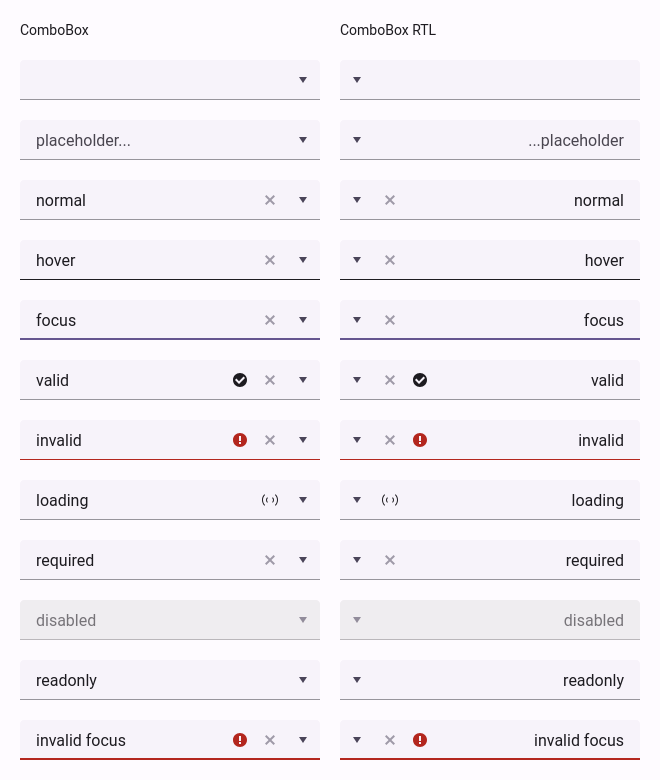 ComboBox
ComboBox RTL
placeholder...
...placeholder
normal
normal
hover
hover
focus
focus
valid
valid
invalid
invalid
loading
loading
required
required
disabled
disabled
readonly
readonly
invalid focus
invalid focus